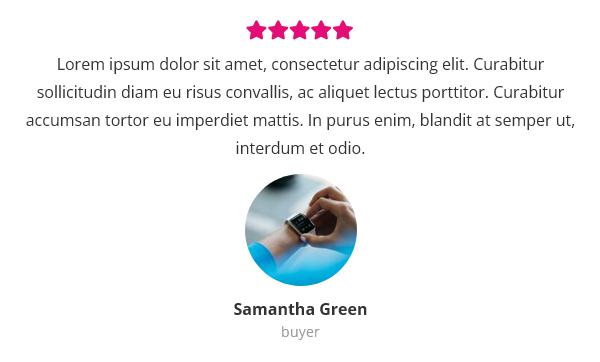 Lorem ipsum dolor sit amet, consectetur adipiscing elit. Curabitur
sollicitudin diam eu risus convallis, ac aliquet lectus porttitor. Curabitur
accumsan tortor eu imperdiet mattis. In purus enim, blandit at semper ut,
interdum et odio.
Samantha Green
buyer